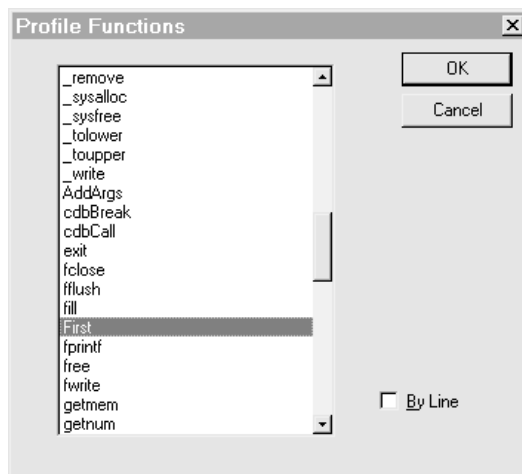 Profile Functions
_remove
_sysalloc
_sysfree
_tolower
_toupper
_write
AddArgs
cdbBreak
cdbCall
exit
fclose
fflush
fill
First
fprintf
free
fwrite
getmem
getnum
OK
Cancel
By Line